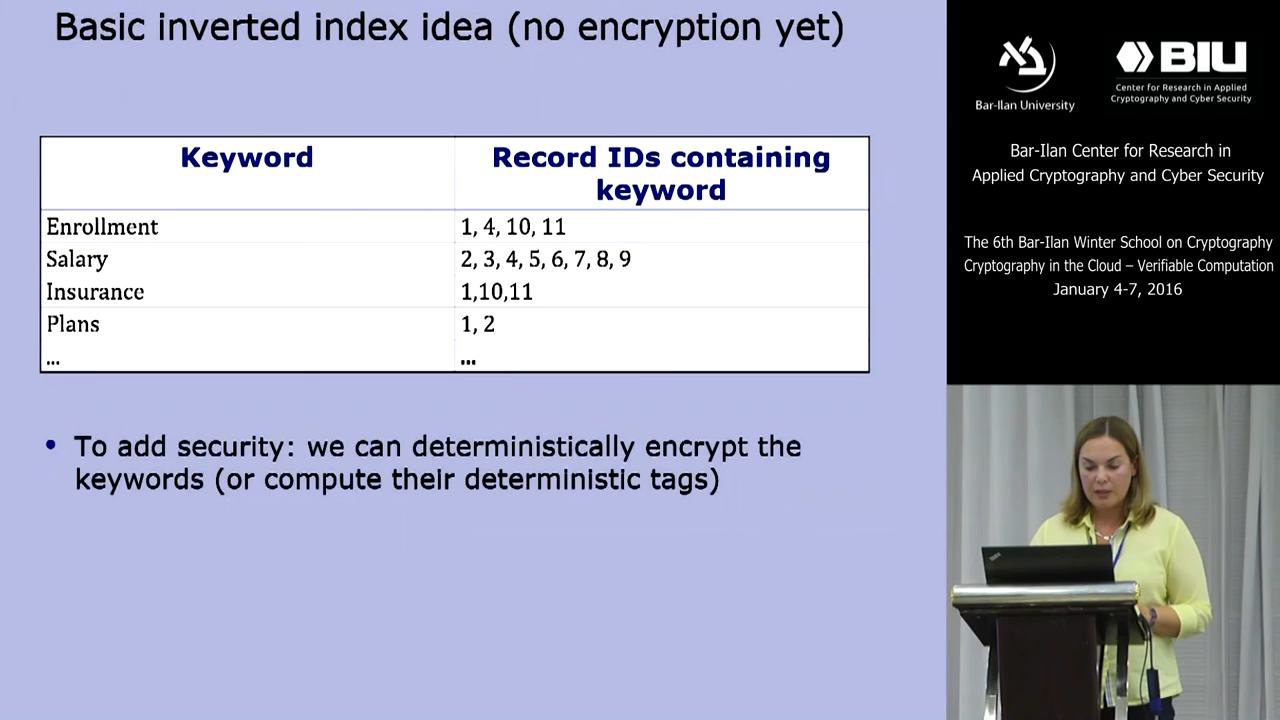 Basic inverted index idea (no encryption yet)
Keyword
Record IDs containing
keyword
Enrollment
1, 4, 10, 11
Salary
2, 3, 4, 5, 6, 7, 8, 9
Insurance
1,10,11
Plans
1, 2
...
...
• To add security: we can deterministically encrypt the
keywords (or compute their deterministic tags)
Bar-Ilan University
BIU
Center for Research in Applied
Cryptography and Cyber Security
Bar-Ilan Center for Research in
Applied Cryptography and Cyber Security
The 6th Bar-Ilan Winter School on Cryptography
Cryptography in the Cloud – Verifiable Computation
January 4-7, 2016